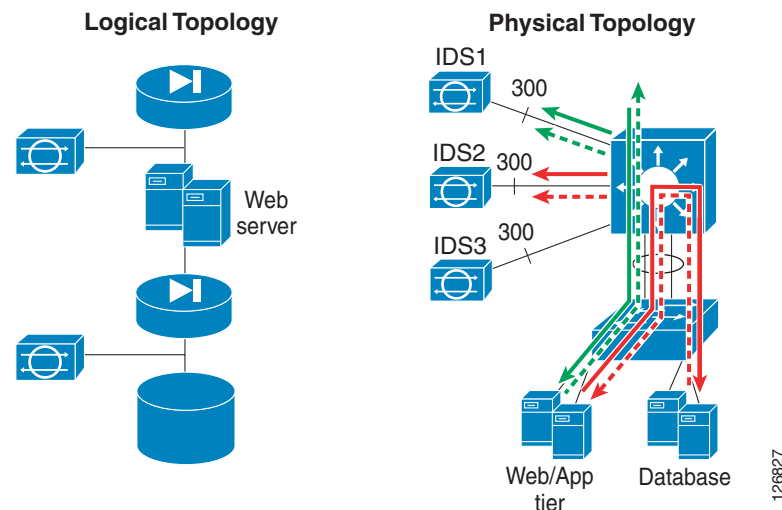 Logical Topology
Physical Topology
IDS1
300
IDS2
300
IDS3
300
Web
server
Web/App
tier
Database
126827